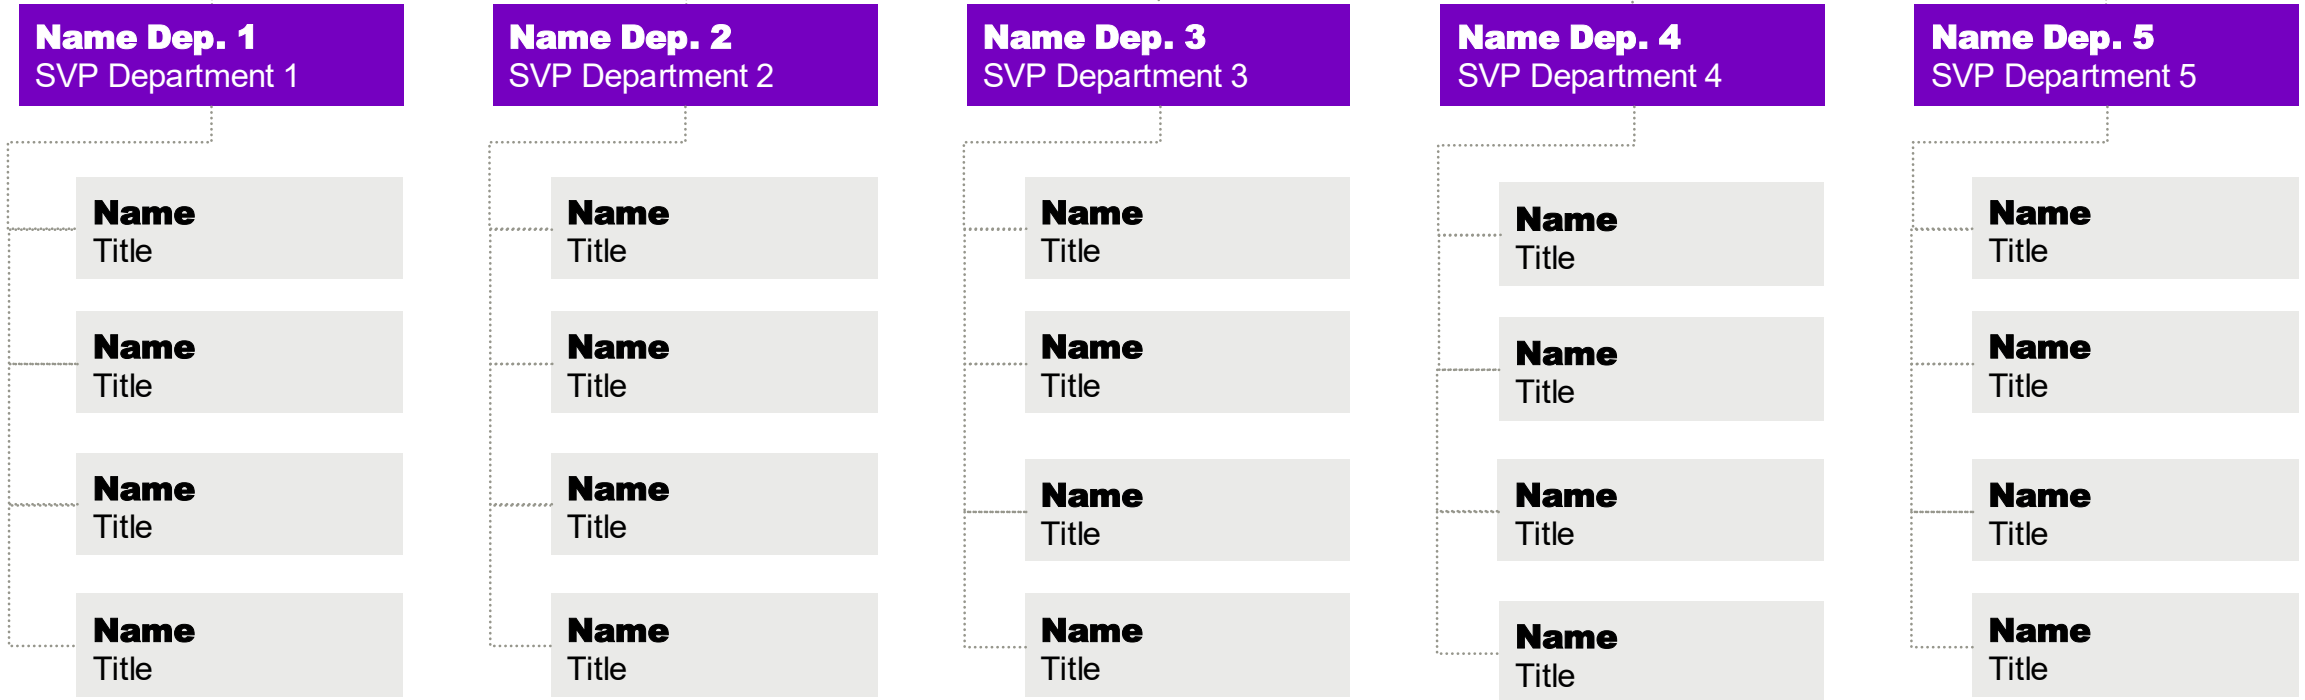 Name Dep. 1
SVP Department 1
Name
Title
Name
Title
Name
Title
Name
Title
Name Dep. 2
SVP Department 2
Name
Title
Name
Title
Name
Title
Name
Title
Name Dep. 3
SVP Department 3
Name
Title
Name
Title
Name
Title
Name
Title
Name Dep. 4
SVP Department 4
Name
Title
Name
Title
Name
Title
Name
Title
Name Dep. 5
SVP Department 5
Name
Title
Name
Title
Name
Title
Name
Title